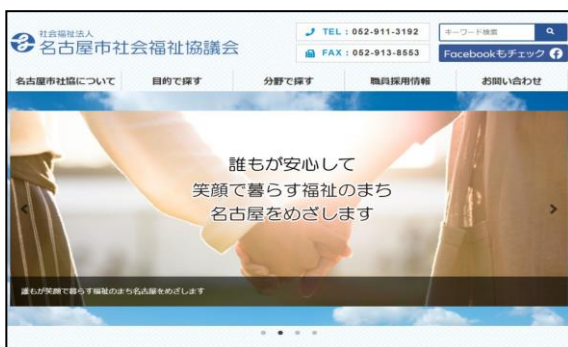 社会福祉法人
名古屋市社会福祉協議会
TEL：052-911-3192
FAX：052-913-8553
キーワード検索
Facebookもチェック
名古屋市社協について
目的で探す
分野で探す
職員採用情報
お問い合わせ
誰もが安心して
笑顔で暮らす福祉のまち
名古屋をめざします
誰もが笑顔で暮らす福祉のまち名古屋をめざします